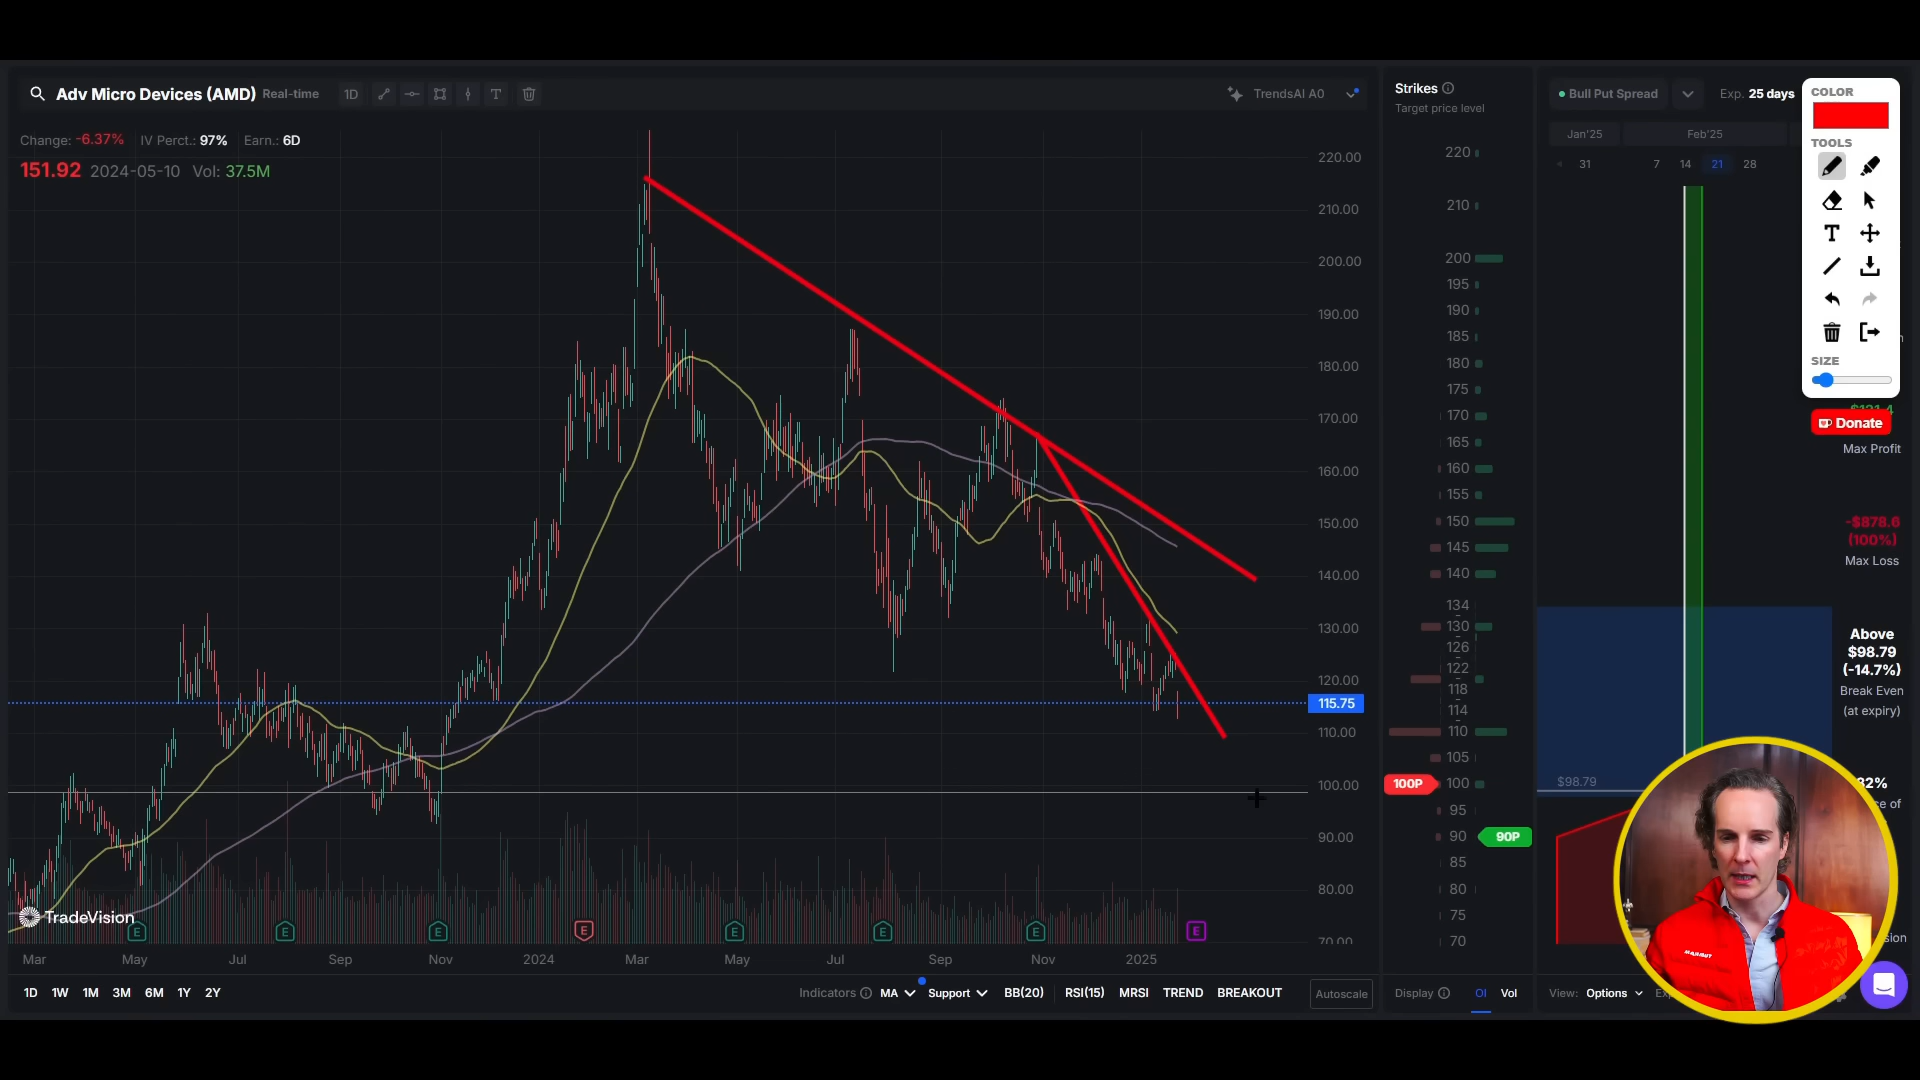 Adv Micro Devices (AMD) Real-time 1D T TrendsAI A0
Change: -6.37% IV Perct.: 97% Earn.: 6D
151.92 2024-05-10 Vol: 37.5M
220.00
210.00
200.00
190.00
180.00
170.00
160.00
150.00
140.00
130.00
120.00
115.75
110.00
100.00
90.00
80.00
70.00
TradeVision
E E E E E E E E
Mar May Jul Sep Nov 2024 Mar May Jul Sep Nov 2025
1D 1W 1M 3M 6M 1Y 2Y
Indicators MA Support BB(20) RSI(15) MRSI TREND BREAKOUT Autoscale
Strikes
Target price level
220
210
200
195
190
185
180
175
170
165
160
155
150
145
140
134
130
126
122
118
114
110
105
100P 100
95
90 90P
85
80
75
70
Display OI Vol
Bull Put Spread Exp. 25 days
Jan'25 Feb'25
31 7 14 21 28
COLOR
TOOLS
T
SIZE
Donate
Max Profit
-$878.6
(100%)
Max Loss
Above
$98.79
(-14.7%)
Break Even
(at expiry)
$98.79
MAMMUT
View: Options